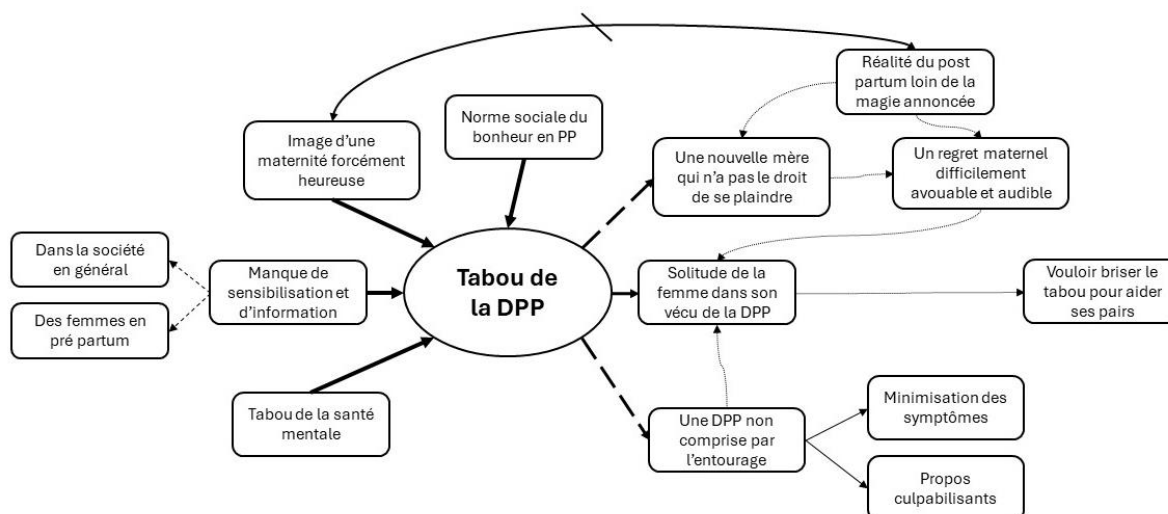 Réalité du post
partum loin de la
magie annoncée
Norme sociale du
bonheur en PP
Image d'une
maternité forcément
heureuse
Une nouvelle mère
qui n'a pas le droit
de se plaindre
Un regret maternel
difficilement
avouable et audible
Dans la société
en général
Des femmes en
pré partum
Manque de
sensibilisation et
d'information
Tabou de
la DPP
Solitude de la
femme dans son
vécu de la DPP
Vouloir briser le
tabou pour aider
ses pairs
Tabou de la santé
mentale
Une DPP non
comprise par
l'entourage
Minimisation des
symptômes
Propos
culpabilisants